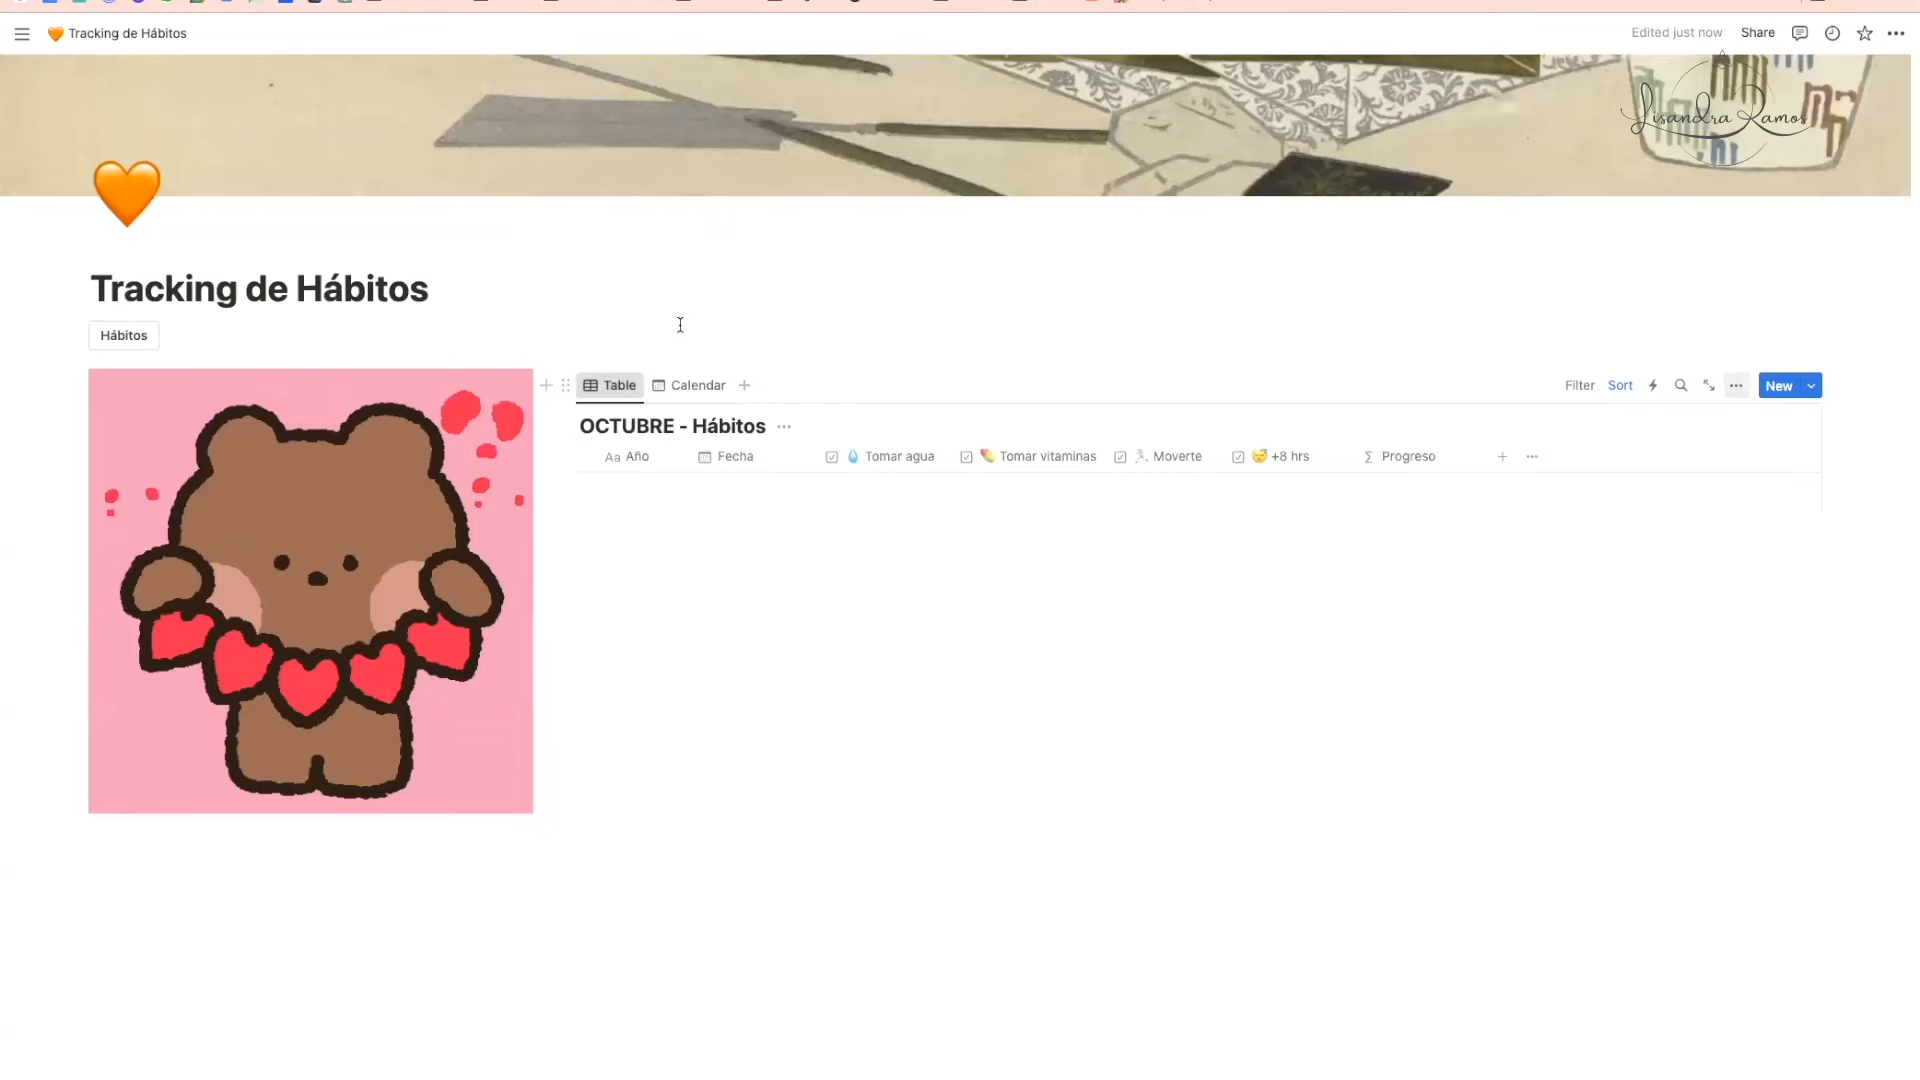 Tracking de Hábitos
Edited just now
Share
Lisandra Ramos
Tracking de Hábitos
Hábitos
Table
Calendar
Filter
Sort
New
OCTUBRE - Hábitos
Aa Año
Fecha
Tomar agua
Tomar vitaminas
Moverte
+8 hrs
Σ Progreso